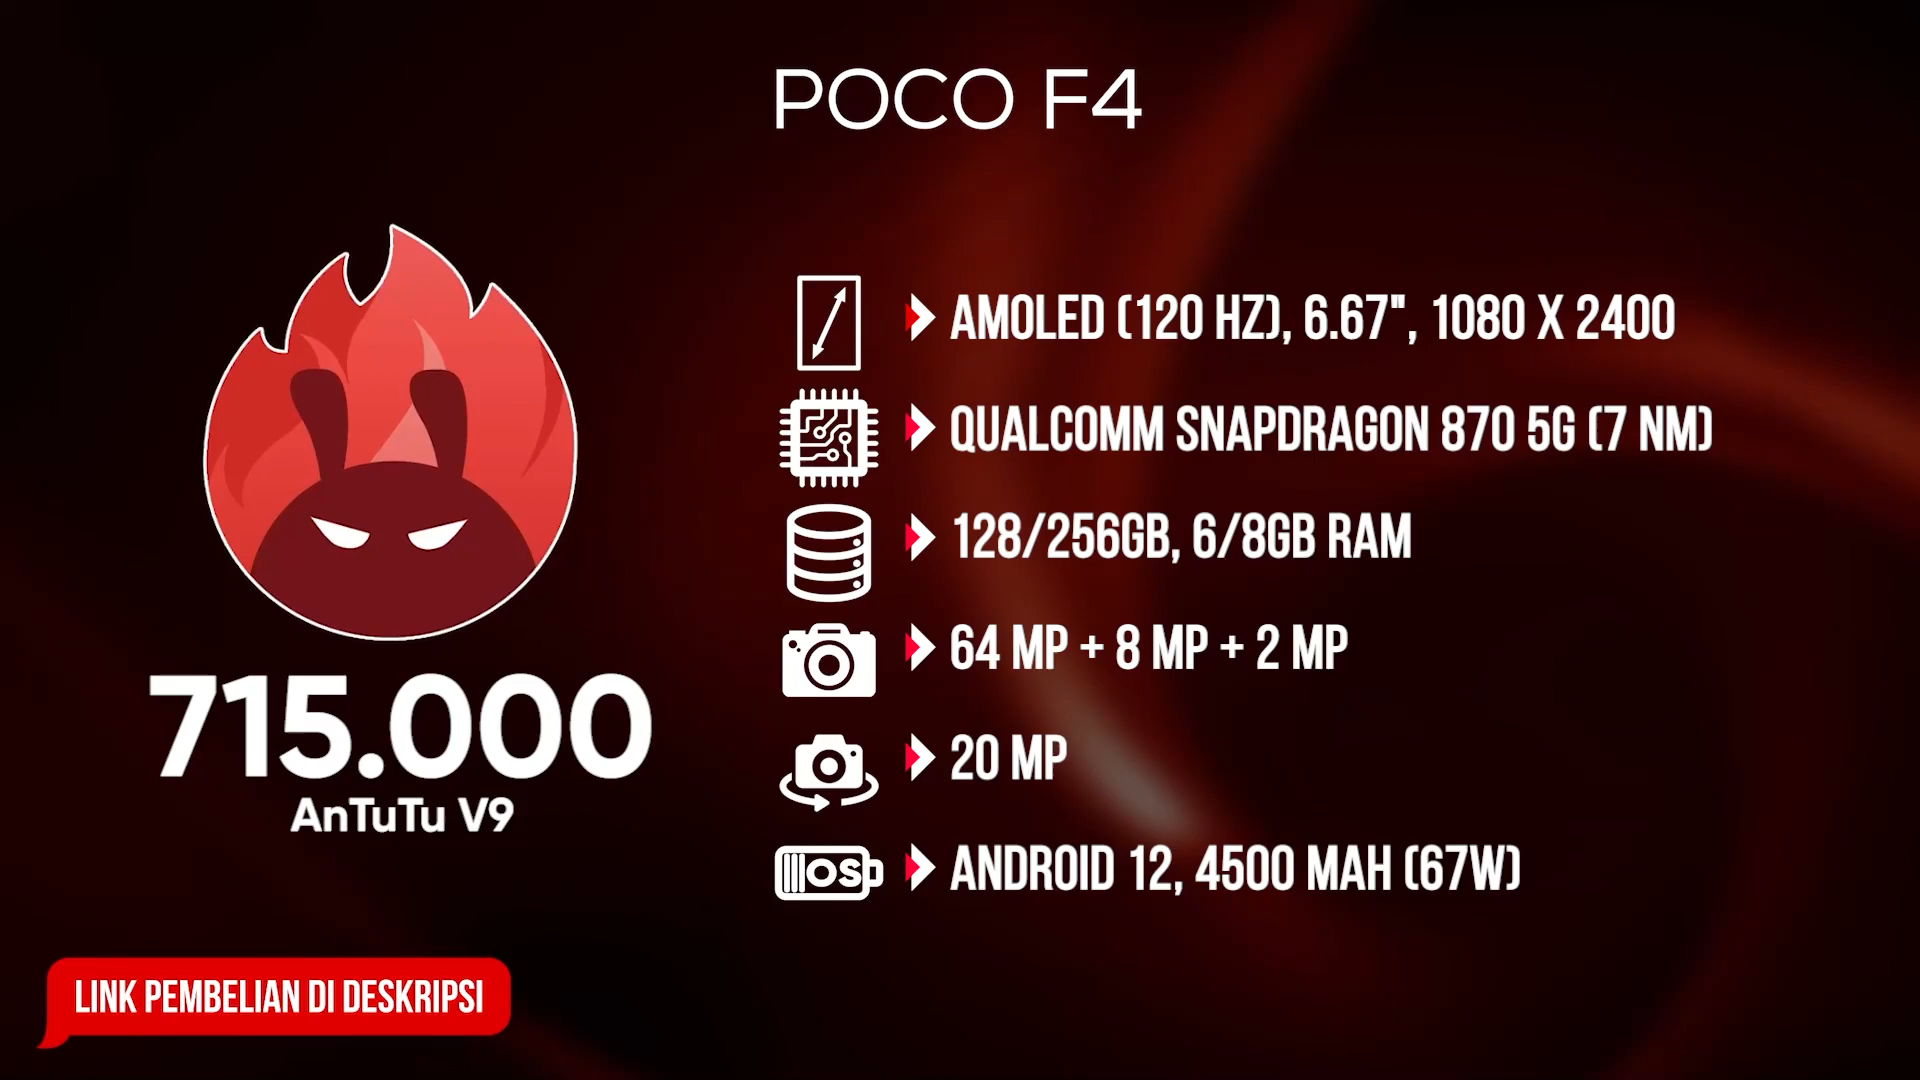 POCO F4
AMOLED (120 HZ), 6.67", 1080 X 2400
QUALCOMM SNAPDRAGON 870 5G (7 NM)
128/256GB, 6/8GB RAM
64 MP + 8 MP + 2 MP
20 MP
OS
ANDROID 12, 4500 MAH (67W)
715.000
AnTuTu V9
LINK PEMBELIAN DI DESKRIPSI